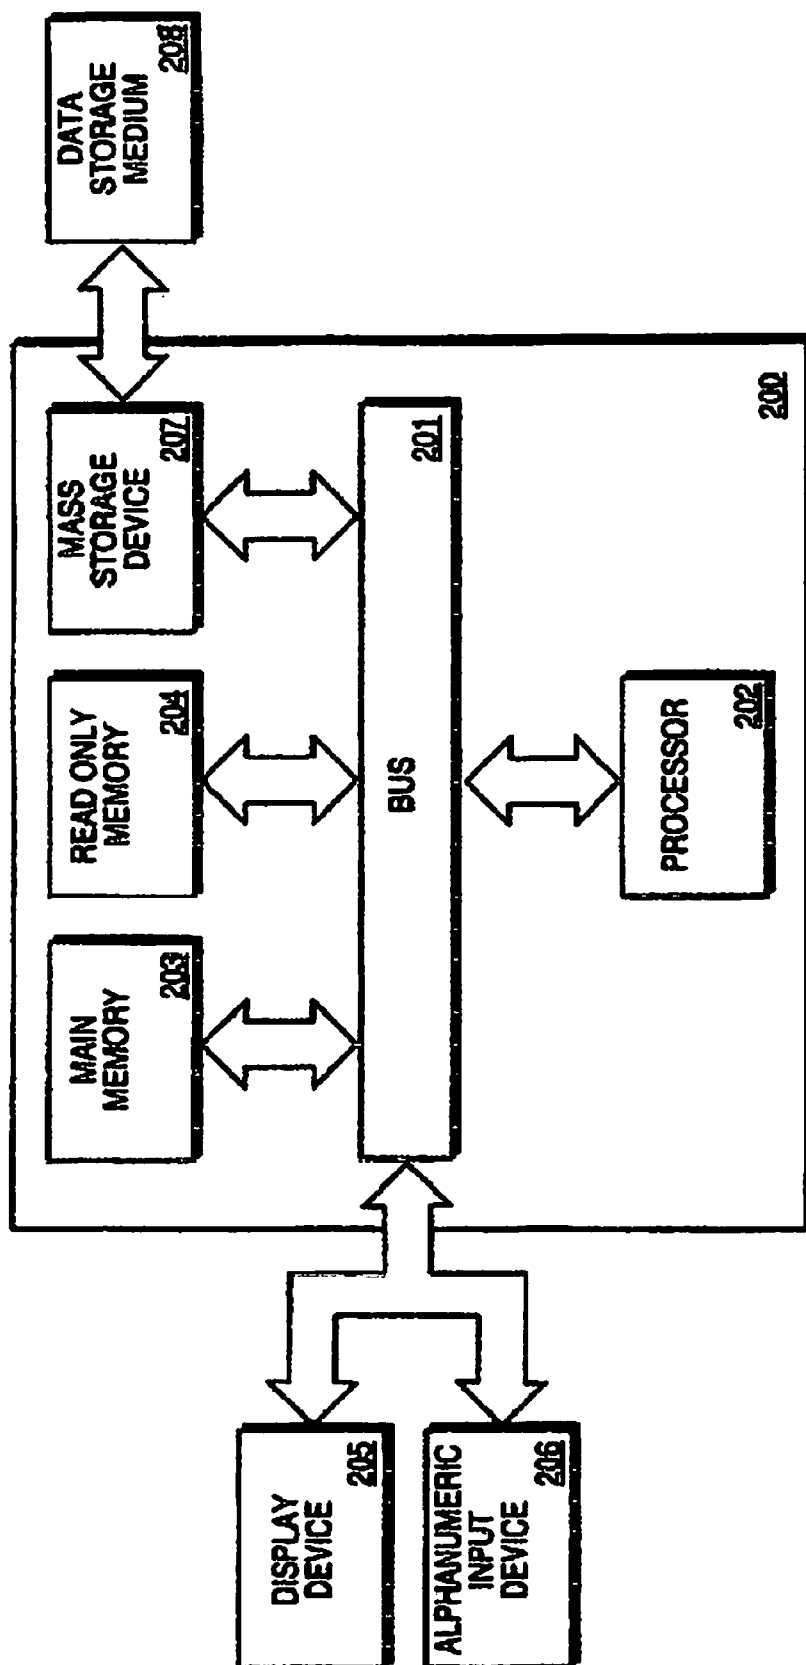 MAIN
MEMORY
203
READ ONLY
MEMORY
204
MASS
STORAGE
DEVICE
207
DATA
STORAGE
MEDIUM
208
DISPLAY
DEVICE
205
BUS
201
ALPHANUMERIC
INPUT
DEVICE
206
PROCESSOR
202
200